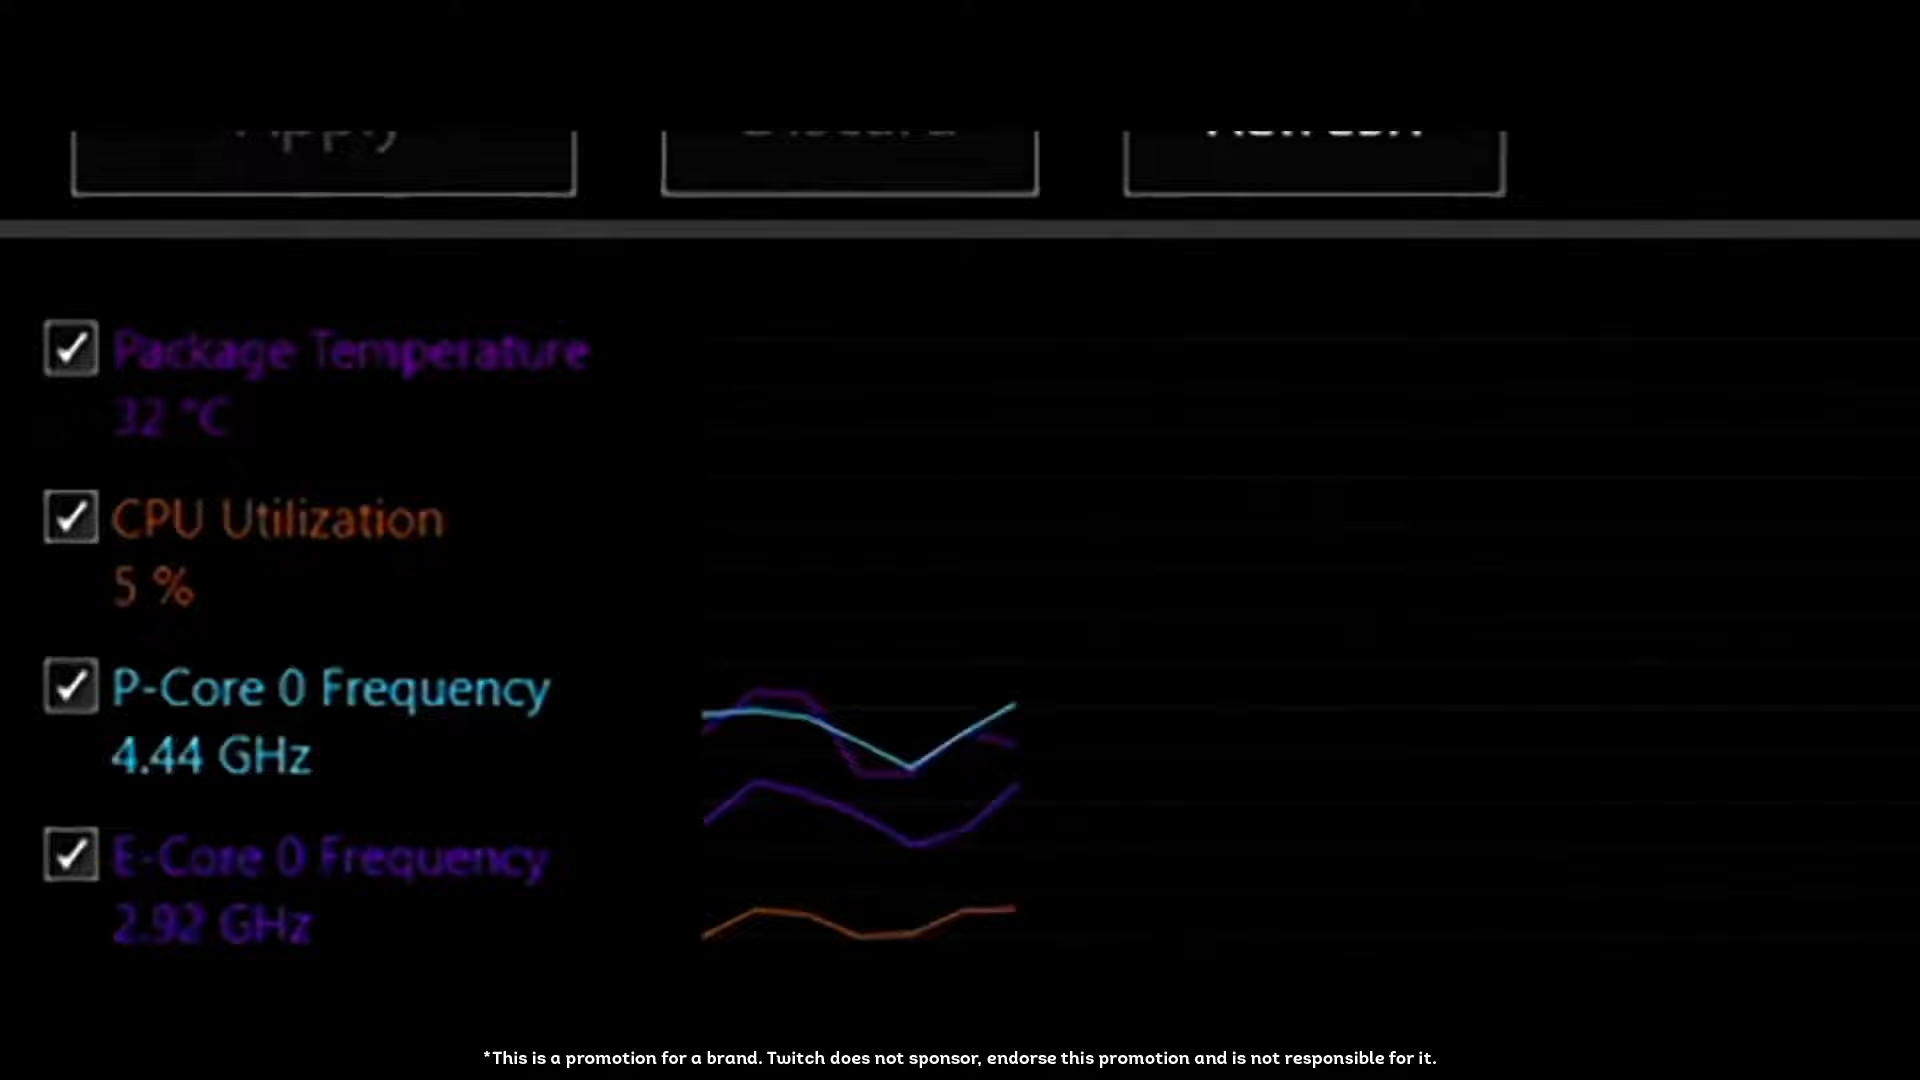 Package Temperature
32 °C
CPU Utilization
5 %
P-Core 0 Frequency
4.44 GHz
E-Core 0 Frequency
2.92 GHz
*This is a promotion for a brand. Twitch does not sponsor, endorse this promotion and is not responsible for it.